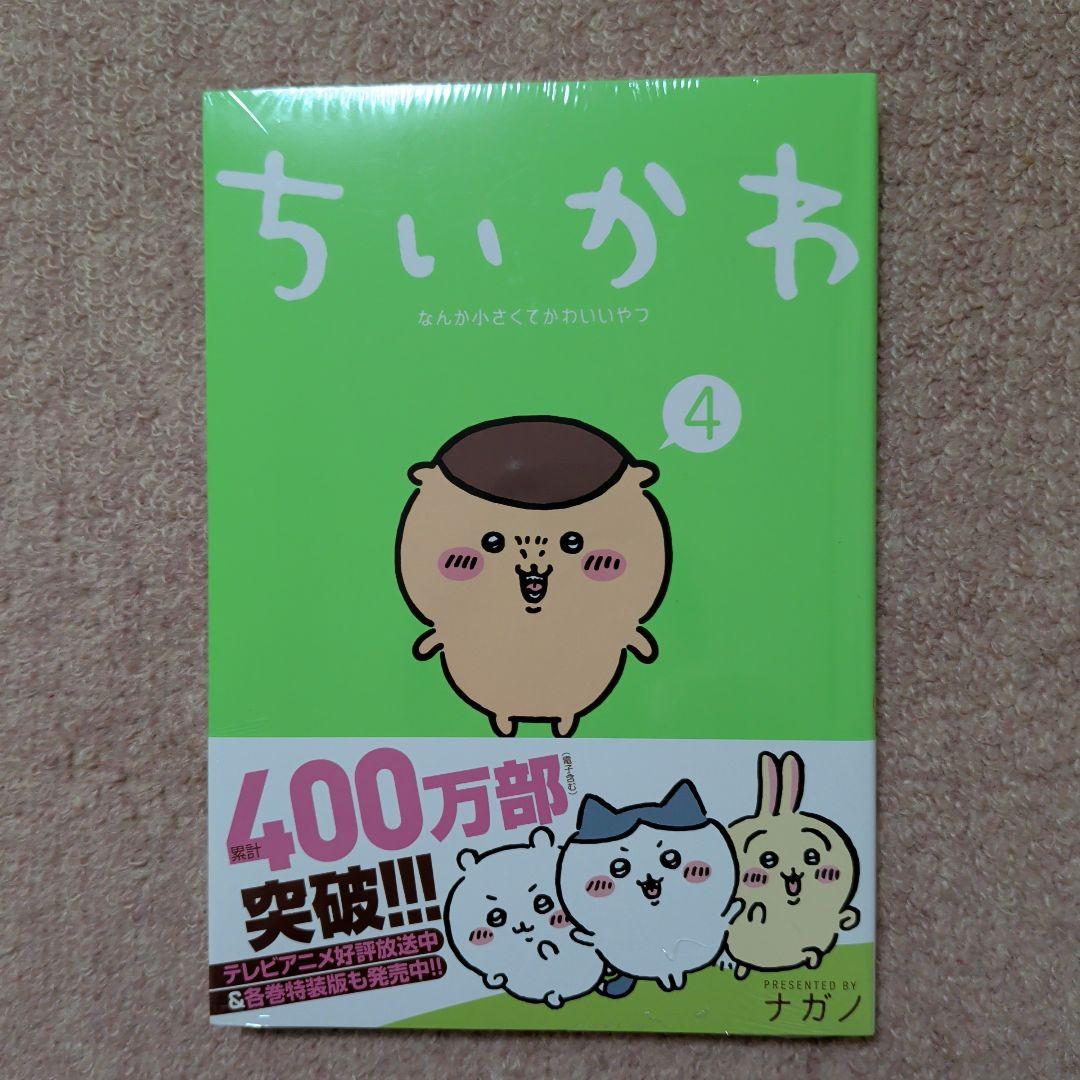 ちいかわ
なんか小さくてかわいいやつ
4
累計400万部(電子含む)
突破!!!
テレビアニメ好評放送中
&各巻特装版も発売中!!
PRESENTED BY
ナガノ